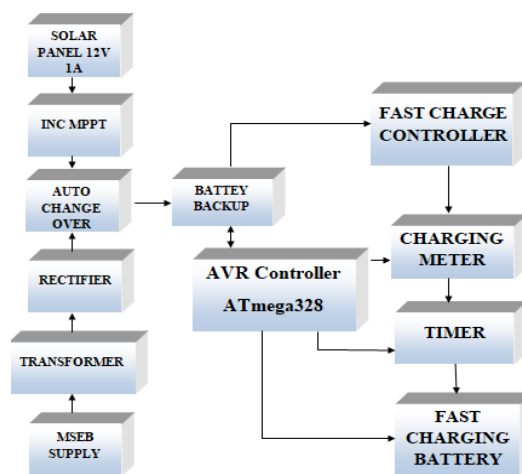 SOLAR
PANEL 12V
1A
INC MPPT
AUTO
CHANGE
OVER
RECTIFIER
TRANSFORMER
MSEB
SUPPLY
BATTEY
BACKUP
AVR Controller
ATmega328
FAST CHARGE
CONTROLLER
CHARGING
METER
TIMER
FAST
CHARGING
BATTERY